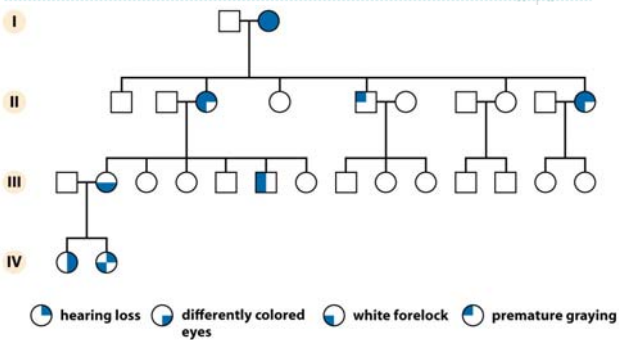 I
II
III
IV
hearing loss
differently colored
eyes
white forelock
premature graying